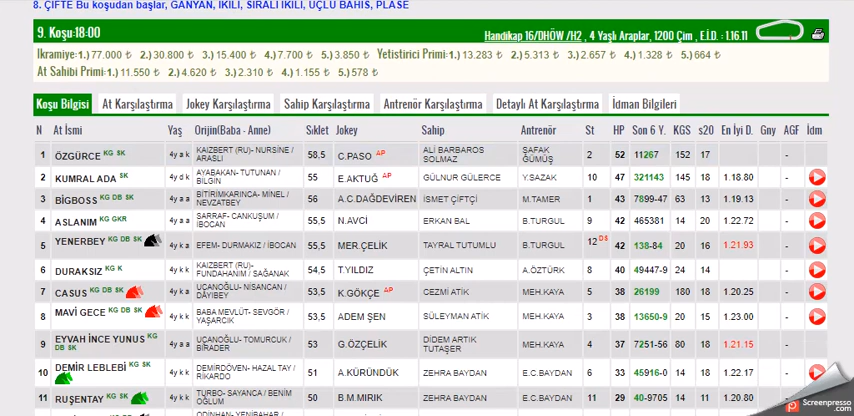 8. ÇİFTE Bu koşudan başlar, GANYAN, İKİLİ, SIRALI İKİLİ, ÜÇLÜ BAHİS, PLASE
9. Koşu:18:00 Handikap 16/DHÖW /H2 , 4 Yaşlı Araplar, 1200 Çim , E.İ.D. : 1.16.11
İkramiye:1.) 77.000 ₺ 2.) 30.800 ₺ 3.) 15.400 ₺ 4.) 7.700 ₺ 5.) 3.850 ₺ Yetistirici Primi:1.) 13.283 ₺ 2.) 5.313 ₺ 3.) 2.657 ₺ 4.) 1.328 ₺ 5.) 664 ₺
At Sahibi Primi:1.) 11.550 ₺ 2.) 4.620 ₺ 3.) 2.310 ₺ 4.) 1.155 ₺ 5.) 578 ₺
Koşu Bilgisi At Karşılaştırma Jokey Karşılaştırma Sahip Karşılaştırma Antrenör Karşılaştırma Detaylı At Karşılaştırma İdman Bilgileri
N At İsmi Yaş Orijin(Baba - Anne) Sıklet Jokey Sahip Antrenör St HP Son 6 Y. KGS s20 En İyi D. Gny AGF İdm
1 ÖZGÜRCE KG SK 4y a k KAIZBERT (RU)- NURSİNE / ARASLI 58,5 C.PASO AP ALİ BARBAROS SOLMAZ ŞAFAK GÜMÜŞ 2 52 11267 152 17 -
2 KUMRAL ADA SK 4y d k AYABAKAN- TUTUNAN / BİLGİN 55 E.AKTUĞ AP GÜLNUR GÜLERCE Y.SAZAK 10 47 321143 145 18 1.18.80 -
3 BİGBOSS KG DB SK 4y a a BİTİRİMKARINCA- MİNEL / NEVZATBEY 56 A.C.DAĞDEVİREN İSMET ÇİFTÇİ M.TAMER 1 43 7899-47 63 13 1.19.13 -
4 ASLANIM KG GKR 4y a a SARRAF- CANKUŞUM / İBOCAN 55,5 N.AVCI ERKAN BAL B.TURGUL 9 42 465381 14 20 1.22.72 -
5 YENERBEY KG DB SK 4y k a EFEM- DURMAKIZ / İBOCAN 55,5 MER.ÇELİK TAYRAL TUTUMLU B.TURGUL 12 DS 42 138-84 20 16 1.21.93 -
6 DURAKSIZ KG K 4y k k KAIZBERT (RU)- FUNDAHANIM / SAĞANAK 54,5 T.YILDIZ ÇETİN ALTIN A.ÖZTÜRK 8 40 49447-9 24 14 -
7 CASUS KG DB SK 4y k a UÇANOĞLU- NİSANCAN / DAYIBEY 53,5 K.GÖKÇE AP CEZMİ ATİK MEH.KAYA 5 38 26199 180 18 1.20.25 -
8 MAVİ GECE KG DB SK 4y k k BABA MEVLÜT- SEVGÖR / YAŞARCIK 53,5 ADEM ŞEN SÜLEYMAN ATİK MEH.KAYA 3 38 13650-9 20 15 1.23.00 -
9 EYVAH İNCE YUNUS KG DB SK 4y a a UÇANOĞLU- TOMURCUK / BİRADER 53 G.ÖZÇELİK DİDEM ARTIK TUTAŞER MEH.KAYA 4 37 7251-56 80 18 1.21.15 -
10 DEMİR LEBLEBİ KG SK 4y k k DEMİRDÖVEN- HAZAL TAY / RİKARDO 51 A.KÜRÜNDÜK ZEHRA BAYDAN E.C.BAYDAN 6 33 45916-0 14 18 1.22.17 -
11 RUŞENTAY KG SK 4y k k TURBO- SAYANCA / BENİM OĞLUM 50 B.M.MIRIK ZEHRA BAYDAN E.C.BAYDAN 11 29 40-9705 14 11 1.20.80 -
Screenpresso
.com